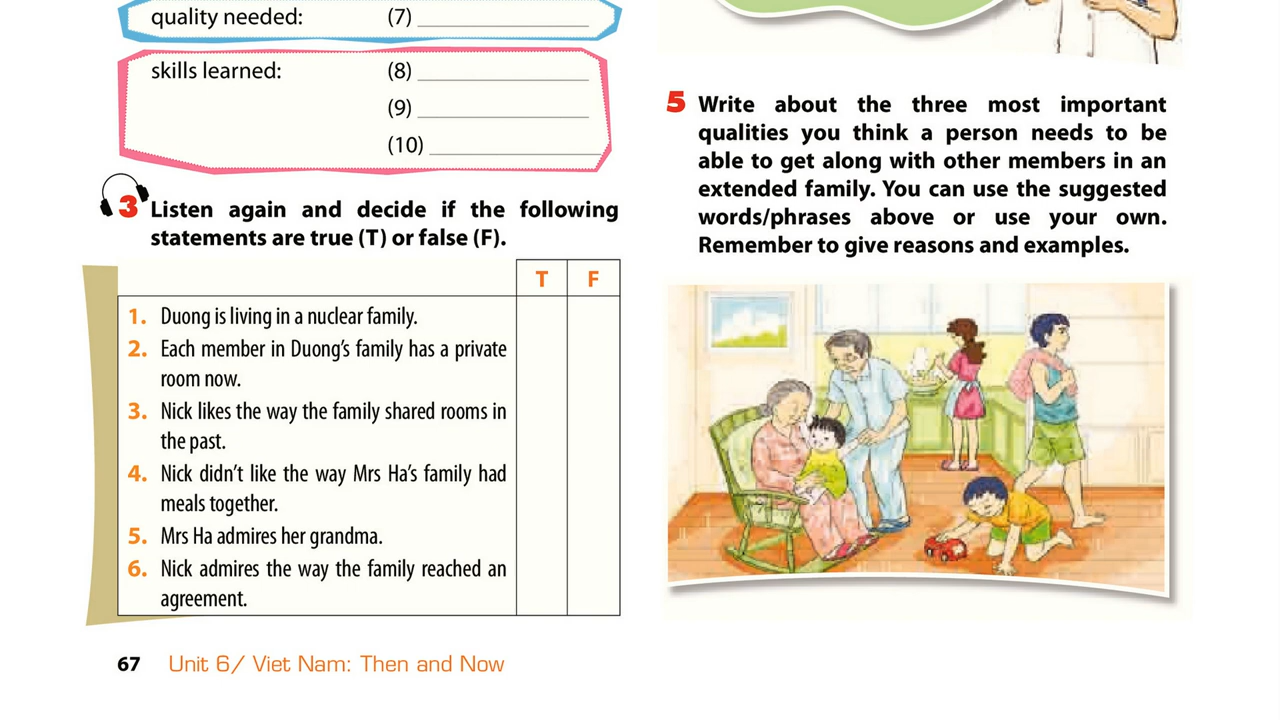 quality needed: (7)
skills learned: (8)
(9)
(10)
3 Listen again and decide if the following
statements are true (T) or false (F).
T F
1. Duong is living in a nuclear family.
2. Each member in Duong's family has a private
room now.
3. Nick likes the way the family shared rooms in
the past.
4. Nick didn't like the way Mrs Ha's family had
meals together.
5. Mrs Ha admires her grandma.
6. Nick admires the way the family reached an
agreement.
67 Unit 6/ Viet Nam: Then and Now
5 Write about the three most important
qualities you think a person needs to be
able to get along with other members in an
extended family. You can use the suggested
words/phrases above or use your own.
Remember to give reasons and examples.